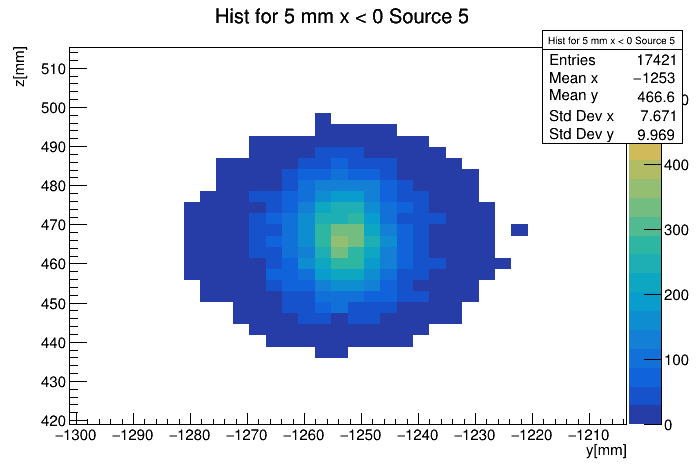 Hist for 5 mm x < 0 Source 5
Hist for 5 mm x < 0 Source 5
Entries 17421
Mean x −1253
Mean y 466.6
Std Dev x 7.671
Std Dev y 9.969
z[mm]
510
500
490
480
470
460
450
440
430
420
−1300 −1290 −1280 −1270 −1260 −1250 −1240 −1230 −1220 −1210
y[mm]
400
300
200
100
0